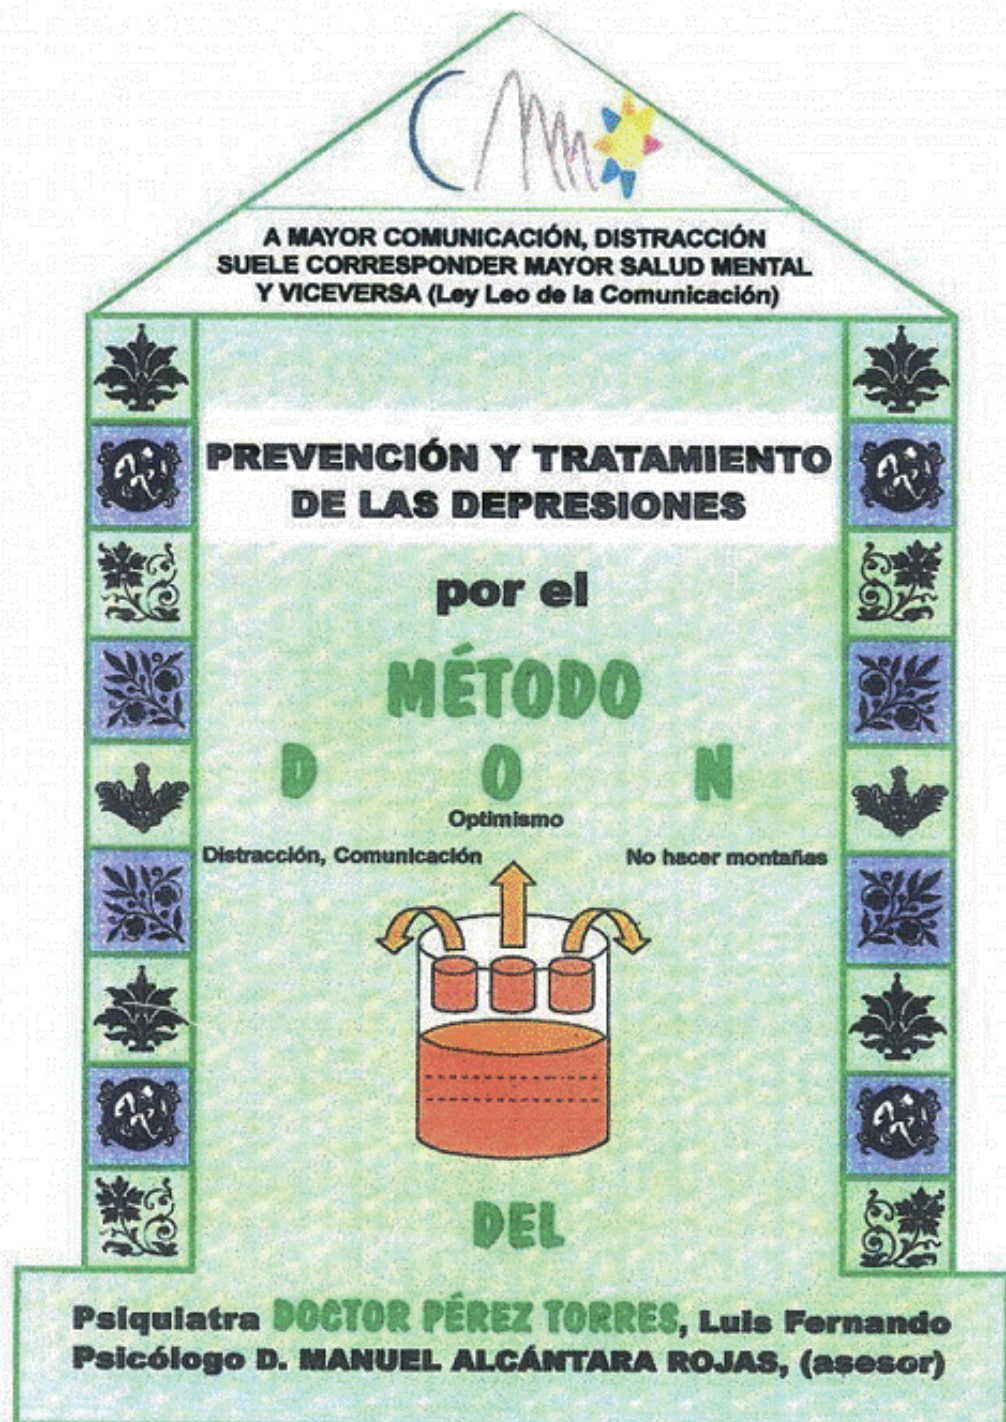 A MAYOR COMUNICACIÓN, DISTRACCIÓN
SUELE CORRESPONDER MAYOR SALUD MENTAL
Y VICEVERSA (Ley Leo de la Comunicación)
PREVENCIÓN Y TRATAMIENTO
DE LAS DEPRESIONES
por el
MÉTODO
D O N
Optimismo
Distracción, Comunicación No hacer montañas
DEL
Psiquiatra DOCTOR PÉREZ TORRES, Luis Fernando
Psicólogo D. MANUEL ALCÁNTARA ROJAS, (asesor)